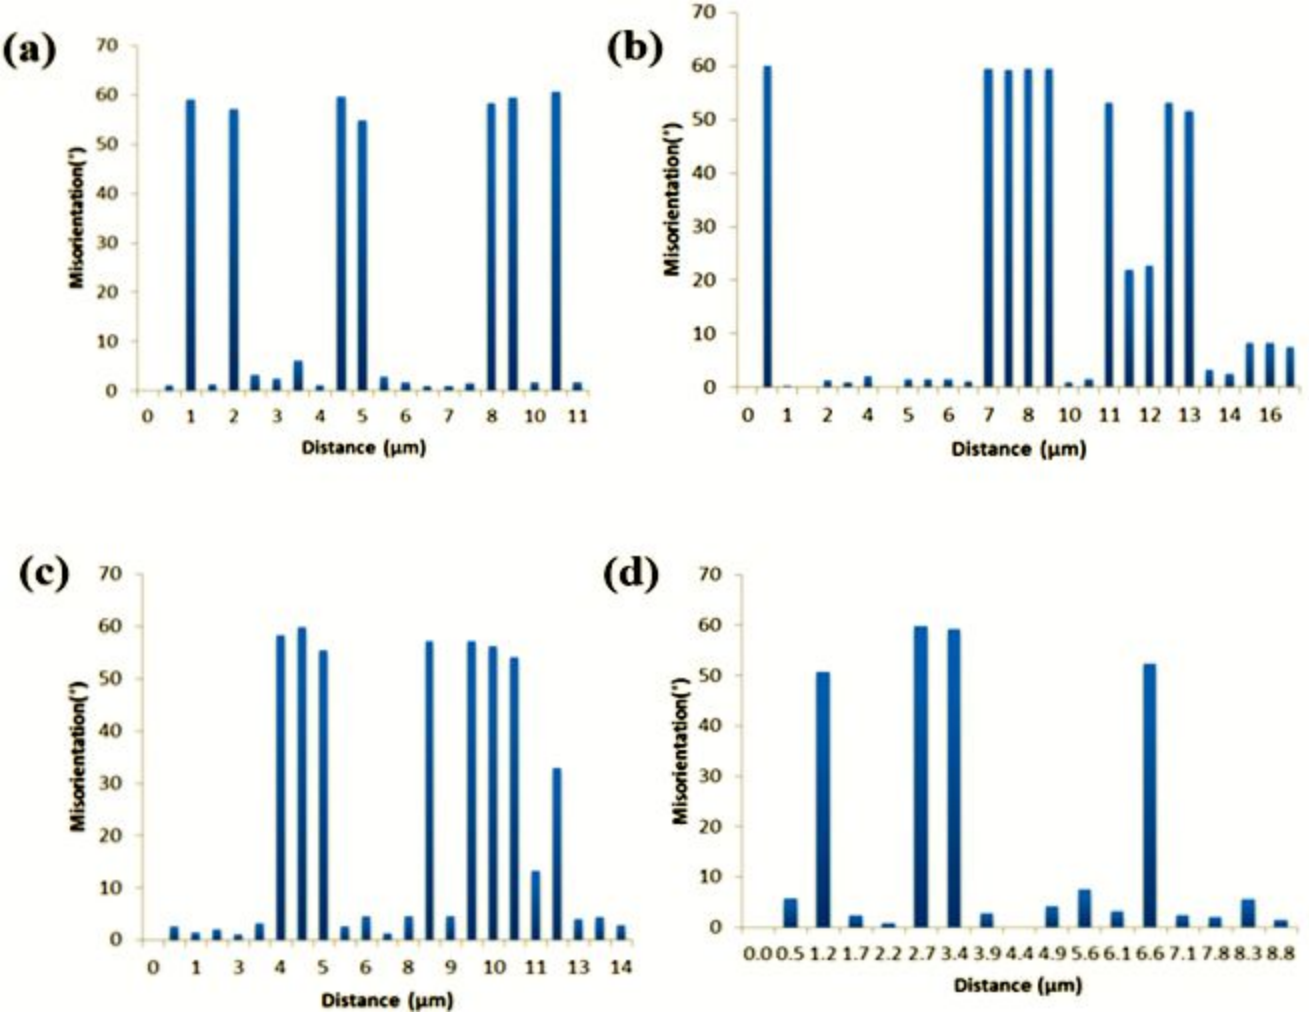 (a)
70
60
50
40
30
20
10
0
Misorientation(°)
0 1 2 3 4 5 6 7 8 10 11
Distance (μm)
(b)
70
60
50
40
30
20
10
0
Misorientation(°)
0 1 2 4 5 6 7 8 10 11 12 13 14 16
Distance (μm)
(c)
70
60
50
40
30
20
10
0
Misorientation(°)
0 1 3 4 5 6 8 9 10 11 13 14
Distance (μm)
(d)
70
60
50
40
30
20
10
0
Misorientation(°)
0.0 0.5 1.2 1.7 2.2 2.7 3.4 3.9 4.4 4.9 5.6 6.1 6.6 7.1 7.8 8.3 8.8
Distance (μm)